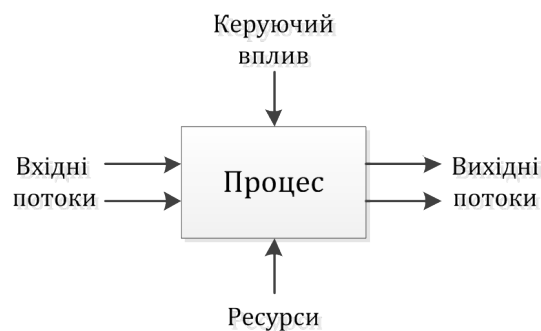 Керуючий
вплив
Вхідні
потоки
Процес
Вихідні
потоки
Ресурси